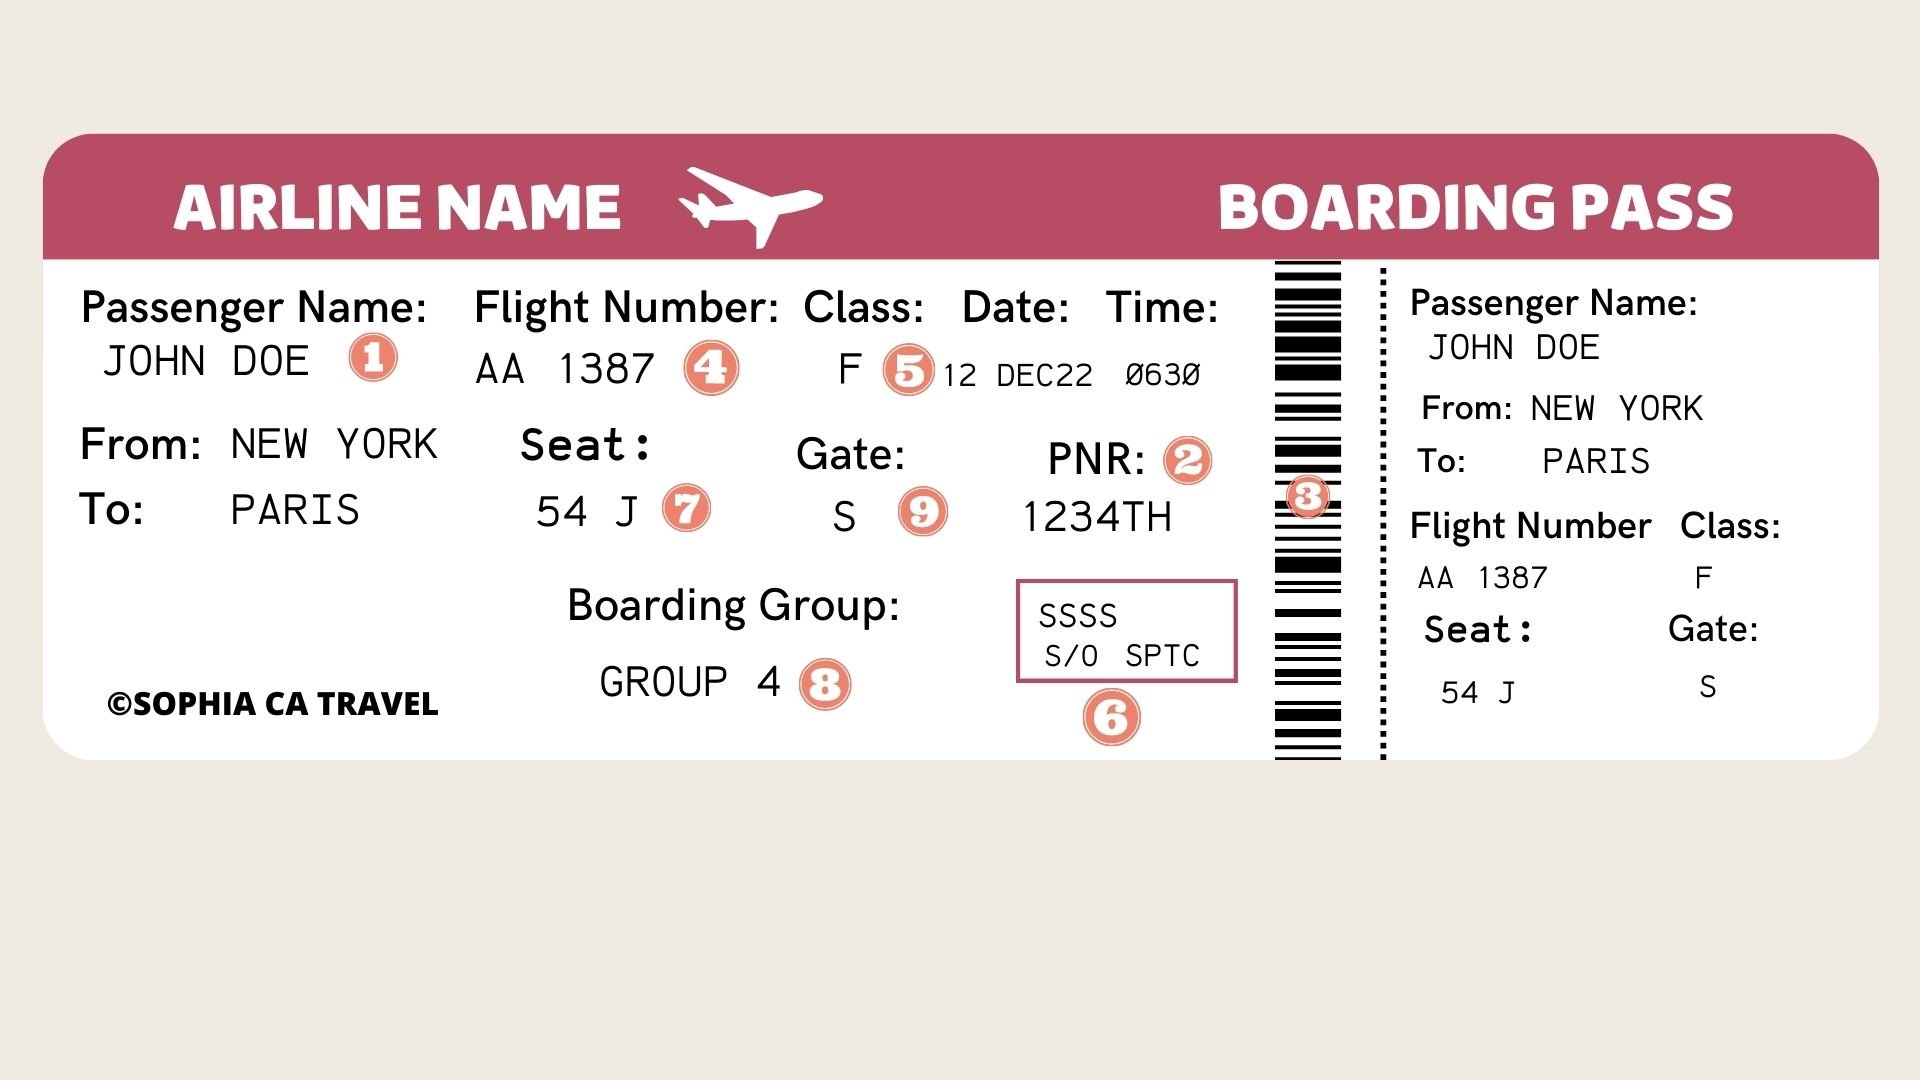 AIRLINE NAME
BOARDING PASS
Passenger Name: Flight Number: Class: Date: Time:
JOHN DOE 1 AA 1387 4 F 5 12 DEC22 0630
From: NEW YORK Seat: Gate: PNR: 2
To: PARIS 54 J 7 S 9 1234TH
Boarding Group:
GROUP 4 8
SSSS
S/O SPTC
6
©SOPHIA CA TRAVEL
3
Passenger Name:
JOHN DOE
From: NEW YORK
To: PARIS
Flight Number Class:
AA 1387 F
Seat: Gate:
54 J S